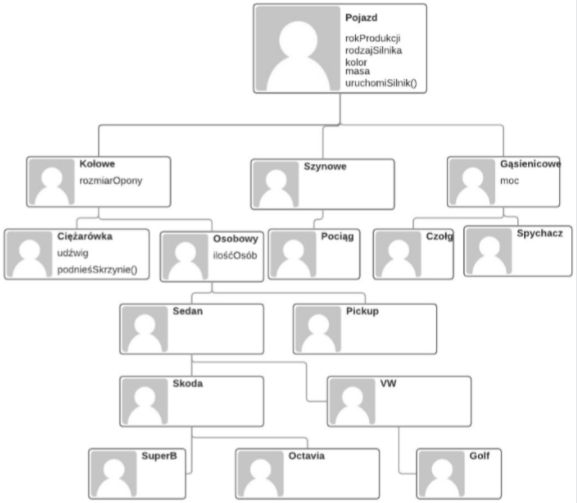 Pojazd
rokProdukcji
rodzajSilnika
kolor
masa
uruchomiSilnik()
Kołowe
rozmiarOpony
Szynowe
Gąsienicowe
moc
Ciężarówka
udźwig
podnieśSkrzynie()
Osobowy
ilośćOsób
Pociąg
Czołg
Spychacz
Sedan
Pickup
Skoda
VW
SuperB
Octavia
Golf